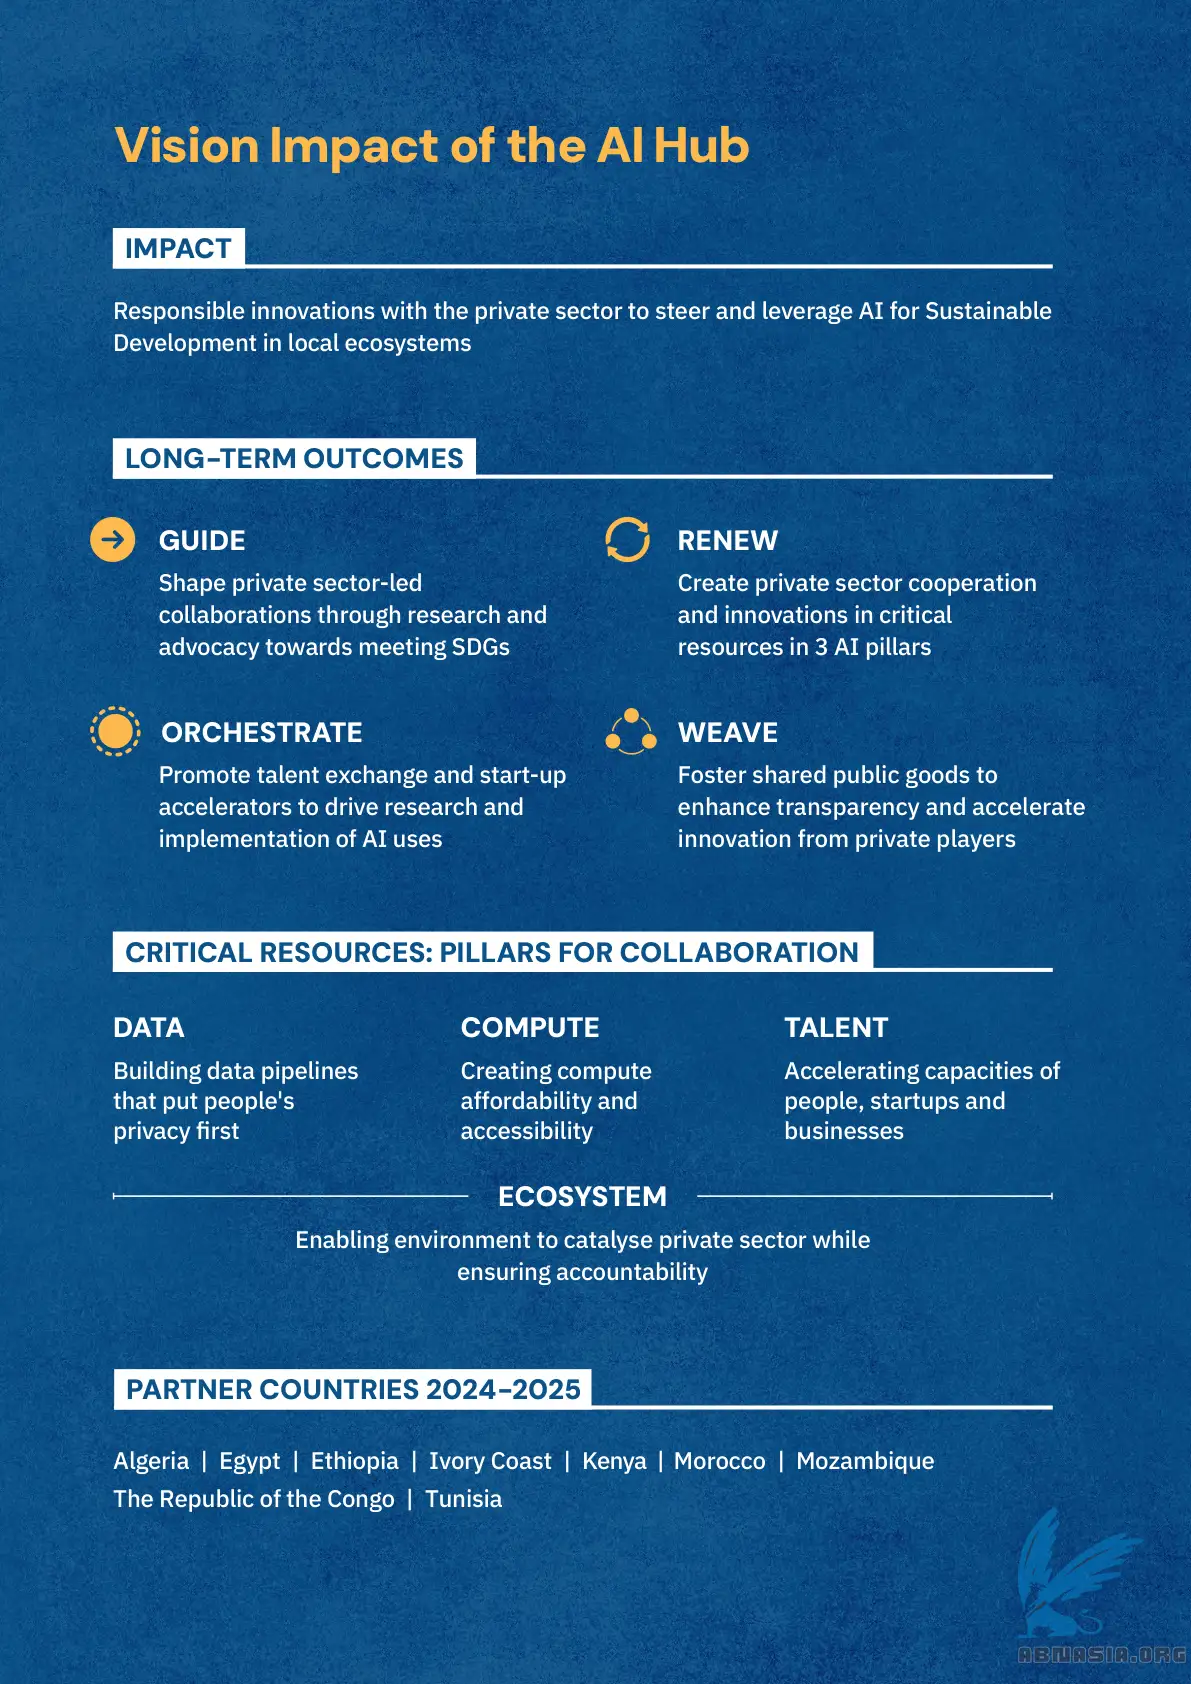 Vision Impact of the AI Hub
IMPACT
Responsible innovations with the private sector to steer and leverage AI for Sustainable
Development in local ecosystems
LONG-TERM OUTCOMES
GUIDE
Shape private sector-led
collaborations through research and
advocacy towards meeting SDGs
RENEW
Create private sector cooperation
and innovations in critical
resources in 3 AI pillars
ORCHESTRATE
Promote talent exchange and start-up
accelerators to drive research and
implementation of AI uses
WEAVE
Foster shared public goods to
enhance transparency and accelerate
innovation from private players
CRITICAL RESOURCES: PILLARS FOR COLLABORATION
DATA
Building data pipelines
that put people's
privacy first
COMPUTE
Creating compute
affordability and
accessibility
TALENT
Accelerating capacities of
people, startups and
businesses
ECOSYSTEM
Enabling environment to catalyse private sector while
ensuring accountability
PARTNER COUNTRIES 2024-2025
Algeria | Egypt | Ethiopia | Ivory Coast | Kenya | Morocco | Mozambique
The Republic of the Congo | Tunisia
ABNASIA.ORG